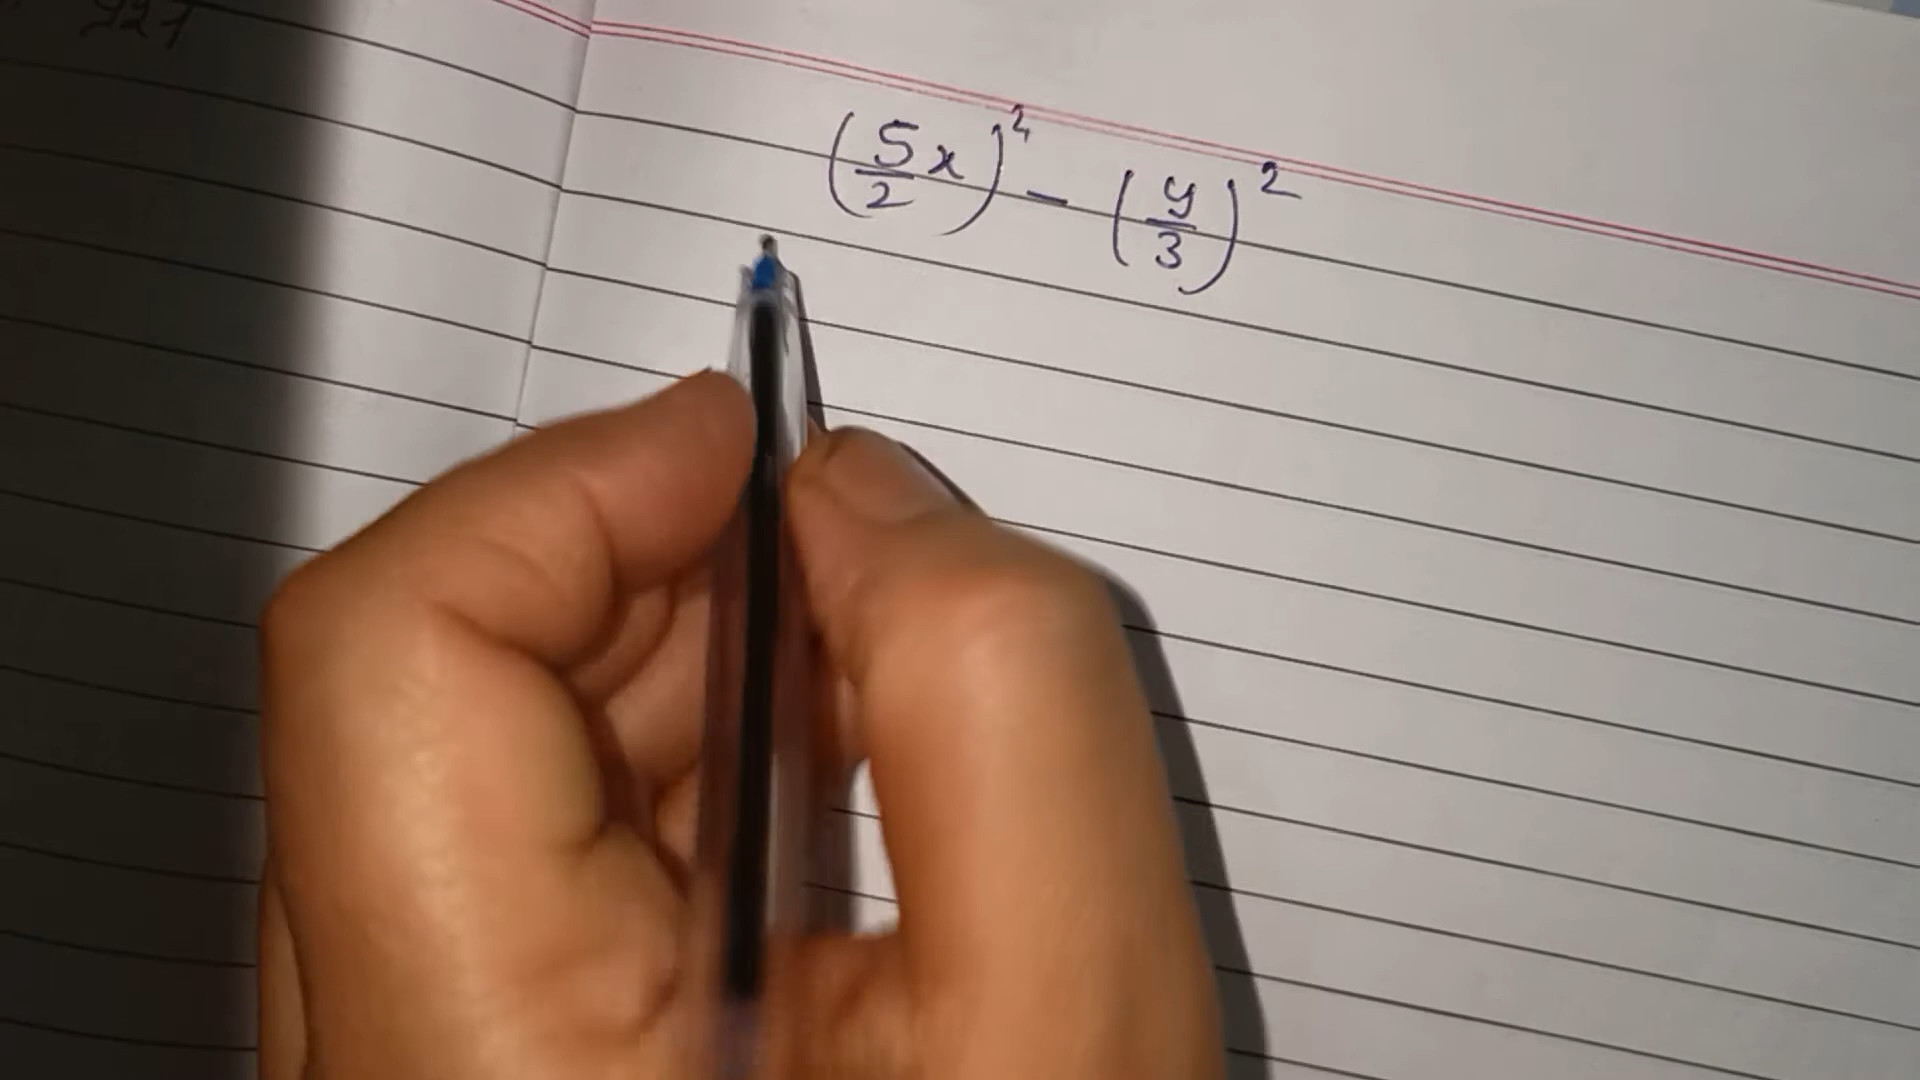 (5/2 x)² - (y/3)²